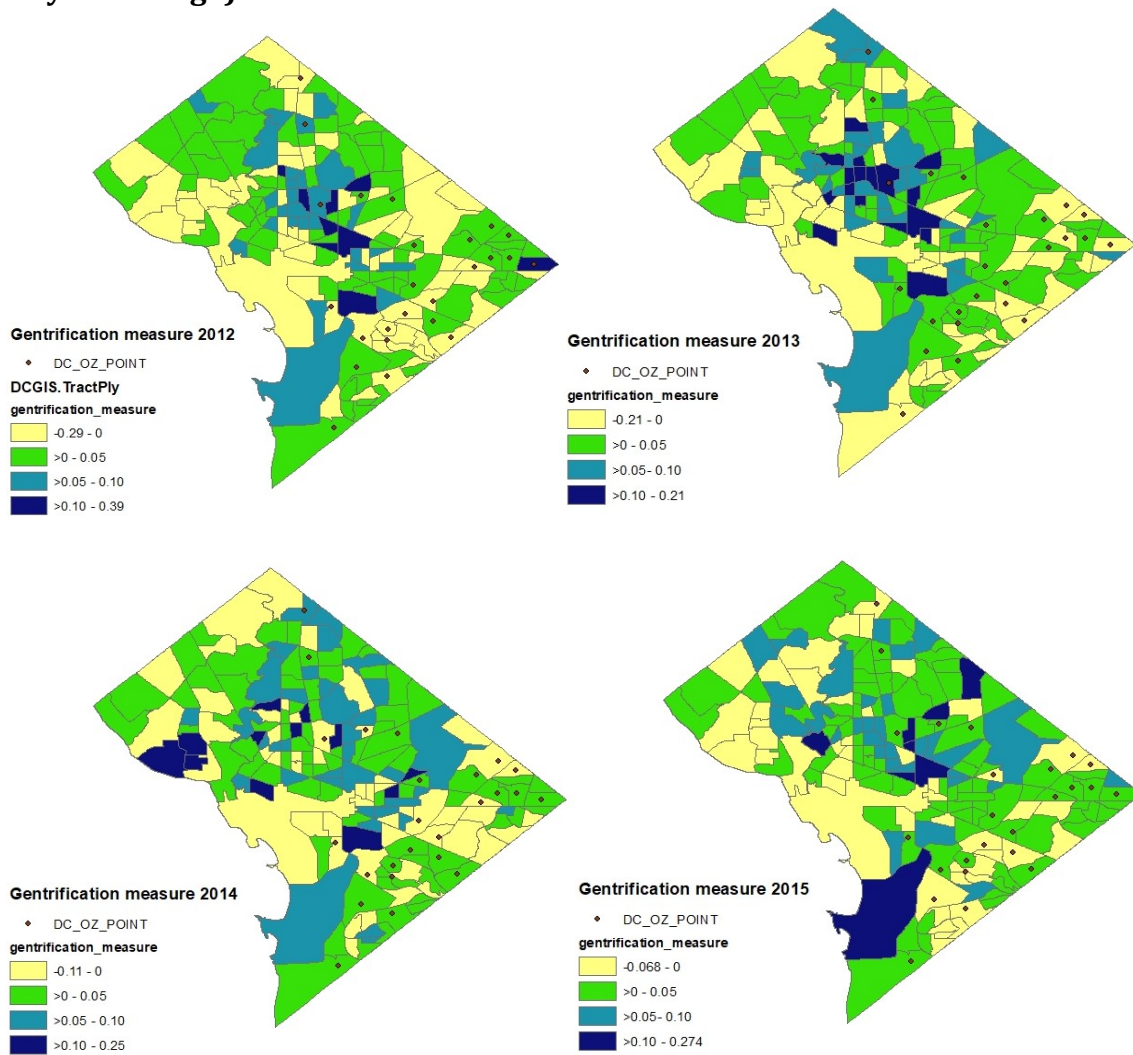 Gentrification measure 2012
DC_OZ_POINT
DCGIS.TractPly
gentrification_measure
-0.29 - 0
>0 - 0.05
>0.05 - 0.10
>0.10 - 0.39
Gentrification measure 2013
DC_OZ_POINT
gentrification_measure
-0.21 - 0
>0 - 0.05
>0.05- 0.10
>0.10 - 0.21
Gentrification measure 2014
DC_OZ_POINT
gentrification_measure
-0.11 - 0
>0 - 0.05
>0.05 - 0.10
>0.10 - 0.25
Gentrification measure 2015
DC_OZ_POINT
gentrification_measure
-0.068 - 0
>0 - 0.05
>0.05- 0.10
>0.10 - 0.274